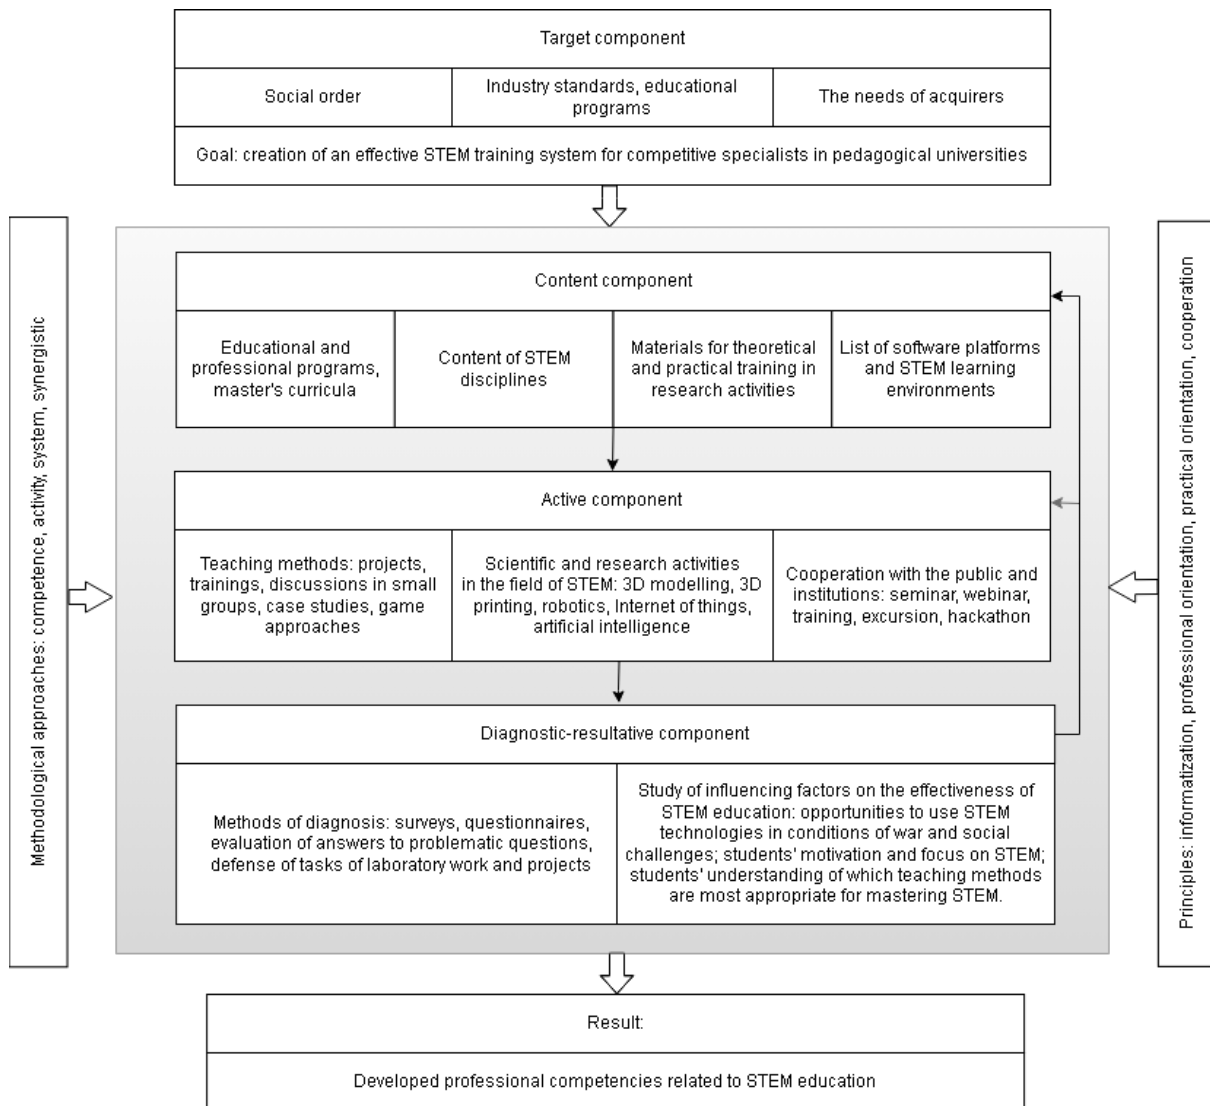 Target component
Social order
Industry standards, educational
programs
The needs of acquirers
Goal: creation of an effective STEM training system for competitive specialists in pedagogical universities
Methodological approaches: competence, activity, system, synergistic
Content component
Educational and
professional programs,
master's curricula
Content of STEM
disciplines
Materials for theoretical
and practical training in
research activities
List of software platforms
and STEM learning
environments
Active component
Teaching methods: projects,
trainings, discussions in small
groups, case studies, game
approaches
Scientific and research activities
in the field of STEM: 3D modelling, 3D
printing, robotics, Internet of things,
artificial intelligence
Cooperation with the public and
institutions: seminar, webinar,
training, excursion, hackathon
Diagnostic-resultative component
Methods of diagnosis: surveys, questionnaires,
evaluation of answers to problematic questions,
defense of tasks of laboratory work and projects
Study of influencing factors on the effectiveness of
STEM education: opportunities to use STEM
technologies in conditions of war and social
challenges; students' motivation and focus on STEM;
students' understanding of which teaching methods
are most appropriate for mastering STEM.
Principles: informatization, professional orientation, practical orientation, cooperation
Result:
Developed professional competencies related to STEM education